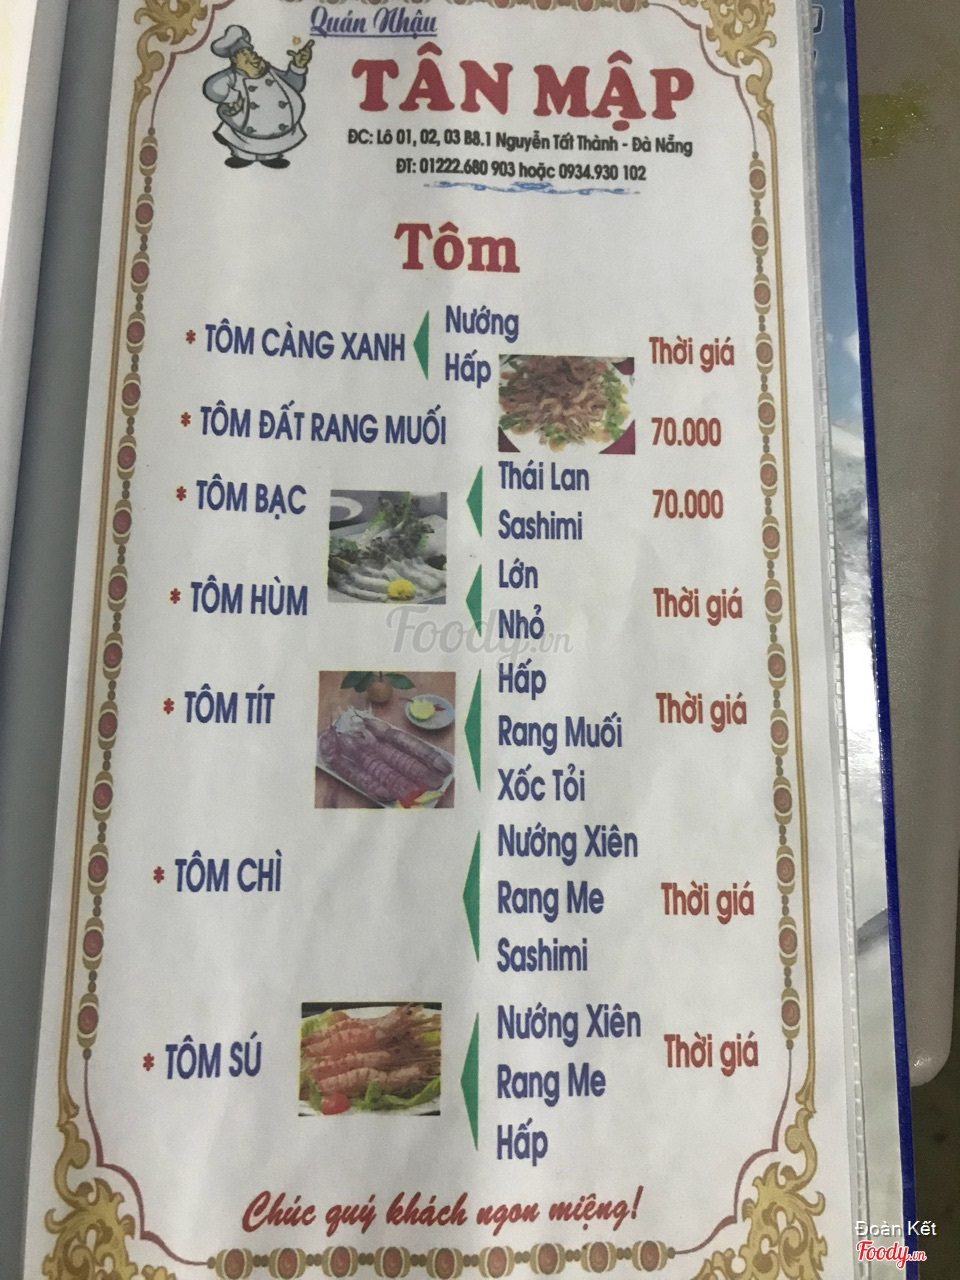 Quán Nhậu
TÂN MẬP
ĐC: Lô 01, 02, 03 B8.1 Nguyễn Tất Thành - Đà Nẵng
ĐT: 01222.680 903 hoặc 0934.930 102
Tôm
* TÔM CÀNG XANH
Nướng
Hấp
Thời giá
* TÔM ĐẤT RANG MUỐI 70.000
* TÔM BẠC
Thái Lan
Sashimi
70.000
* TÔM HÙM
Lớn
Nhỏ
Thời giá
* TÔM TÍT
Hấp
Rang Muối
Xốc Tỏi
Thời giá
* TÔM CHÌ
Nướng Xiên
Rang Me
Sashimi
Thời giá
* TÔM SÚ
Nướng Xiên
Rang Me
Hấp
Thời giá
Chúc quý khách ngon miệng!
Foody.vn
Đoàn Kết
Foody.vn